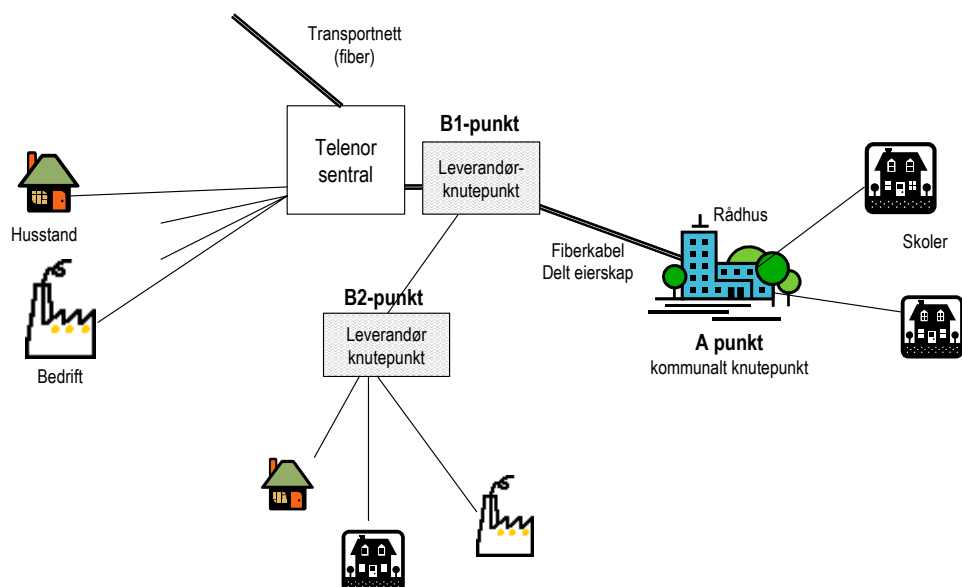 Transportnett
(fiber)
B1-punkt
Telenor
sentral
Leverandør-
knutepunkt
Husstand
Rådhus
Skoler
Fiberkabel
Delt eierskap
B2-punkt
Leverandør
knutepunkt
A punkt
kommunalt knutepunkt
Bedrift